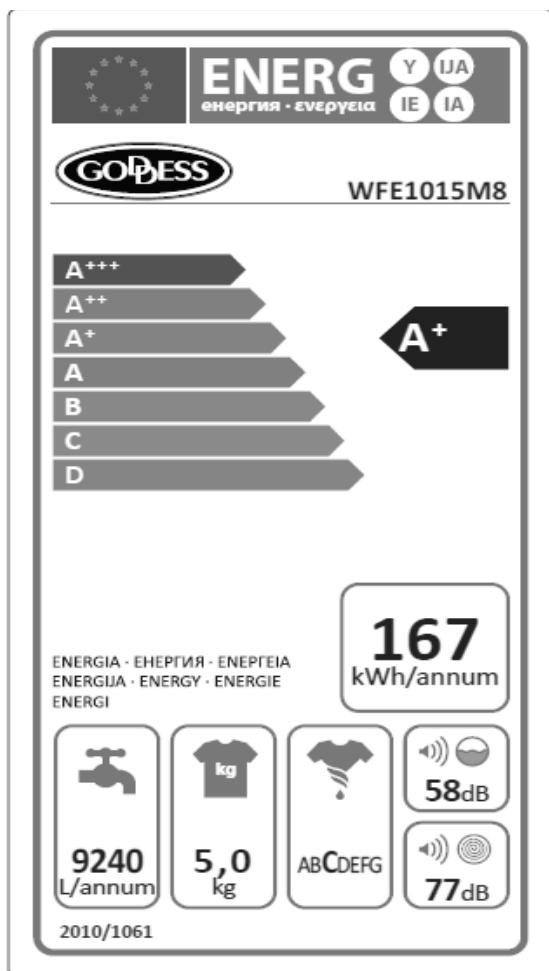 ENERG
енергия · ενεργεια
Y IJA
IE IA
GODDESS
WFE1015M8
A+++
A++
A+
A
B
C
D
A+
167
kWh/annum
ENERGIA · ЕНЕРГИЯ · ΕΝΕΡΓΕΙΑ
ENERGIJA · ENERGY · ENERGIE
ENERGI
9240
L/annum
kg
5,0
kg
ABCDEFG
58dB
77dB
2010/1061